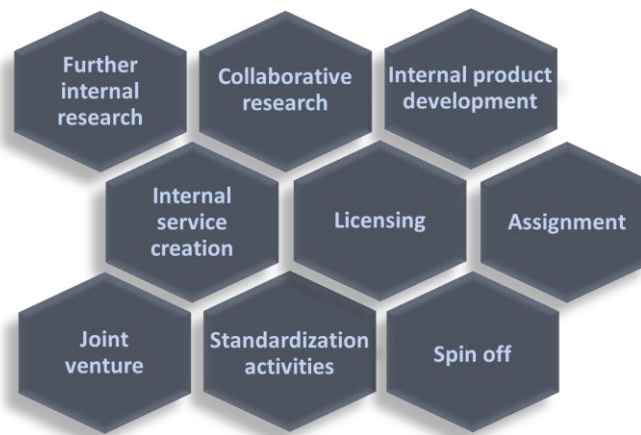 Further
internal
research
Collaborative
research
Internal product
development
Internal
service
creation
Licensing
Assignment
Joint
venture
Standardization
activities
Spin off